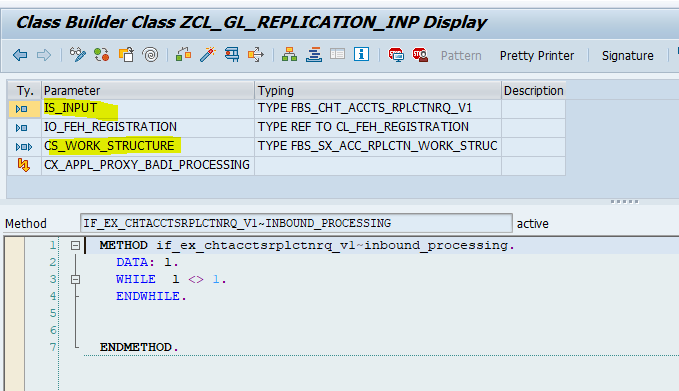 Class Builder Class ZCL_GL_REPLICATION_INP Display
Pattern Pretty Printer Signature
Ty. Parameter Typing Description
IS_INPUT TYPE FBS_CHT_ACCTS_RPLCTNRQ_V1
IO_FEH_REGISTRATION TYPE REF TO CL_FEH_REGISTRATION
CS_WORK_STRUCTURE TYPE FBS_SX_ACC_RPLCTN_WORK_STRUC
CX_APPL_PROXY_BADI_PROCESSING
Method IF_EX_CHTACCTSRPLCTNRQ_V1~INBOUND_PROCESSING active
1 METHOD if_ex_chtacctsrplctnrq_v1~inbound_processing.
2 DATA: l.
3 WHILE l <> 1.
4 ENDWHILE.
5
6
7 ENDMETHOD.